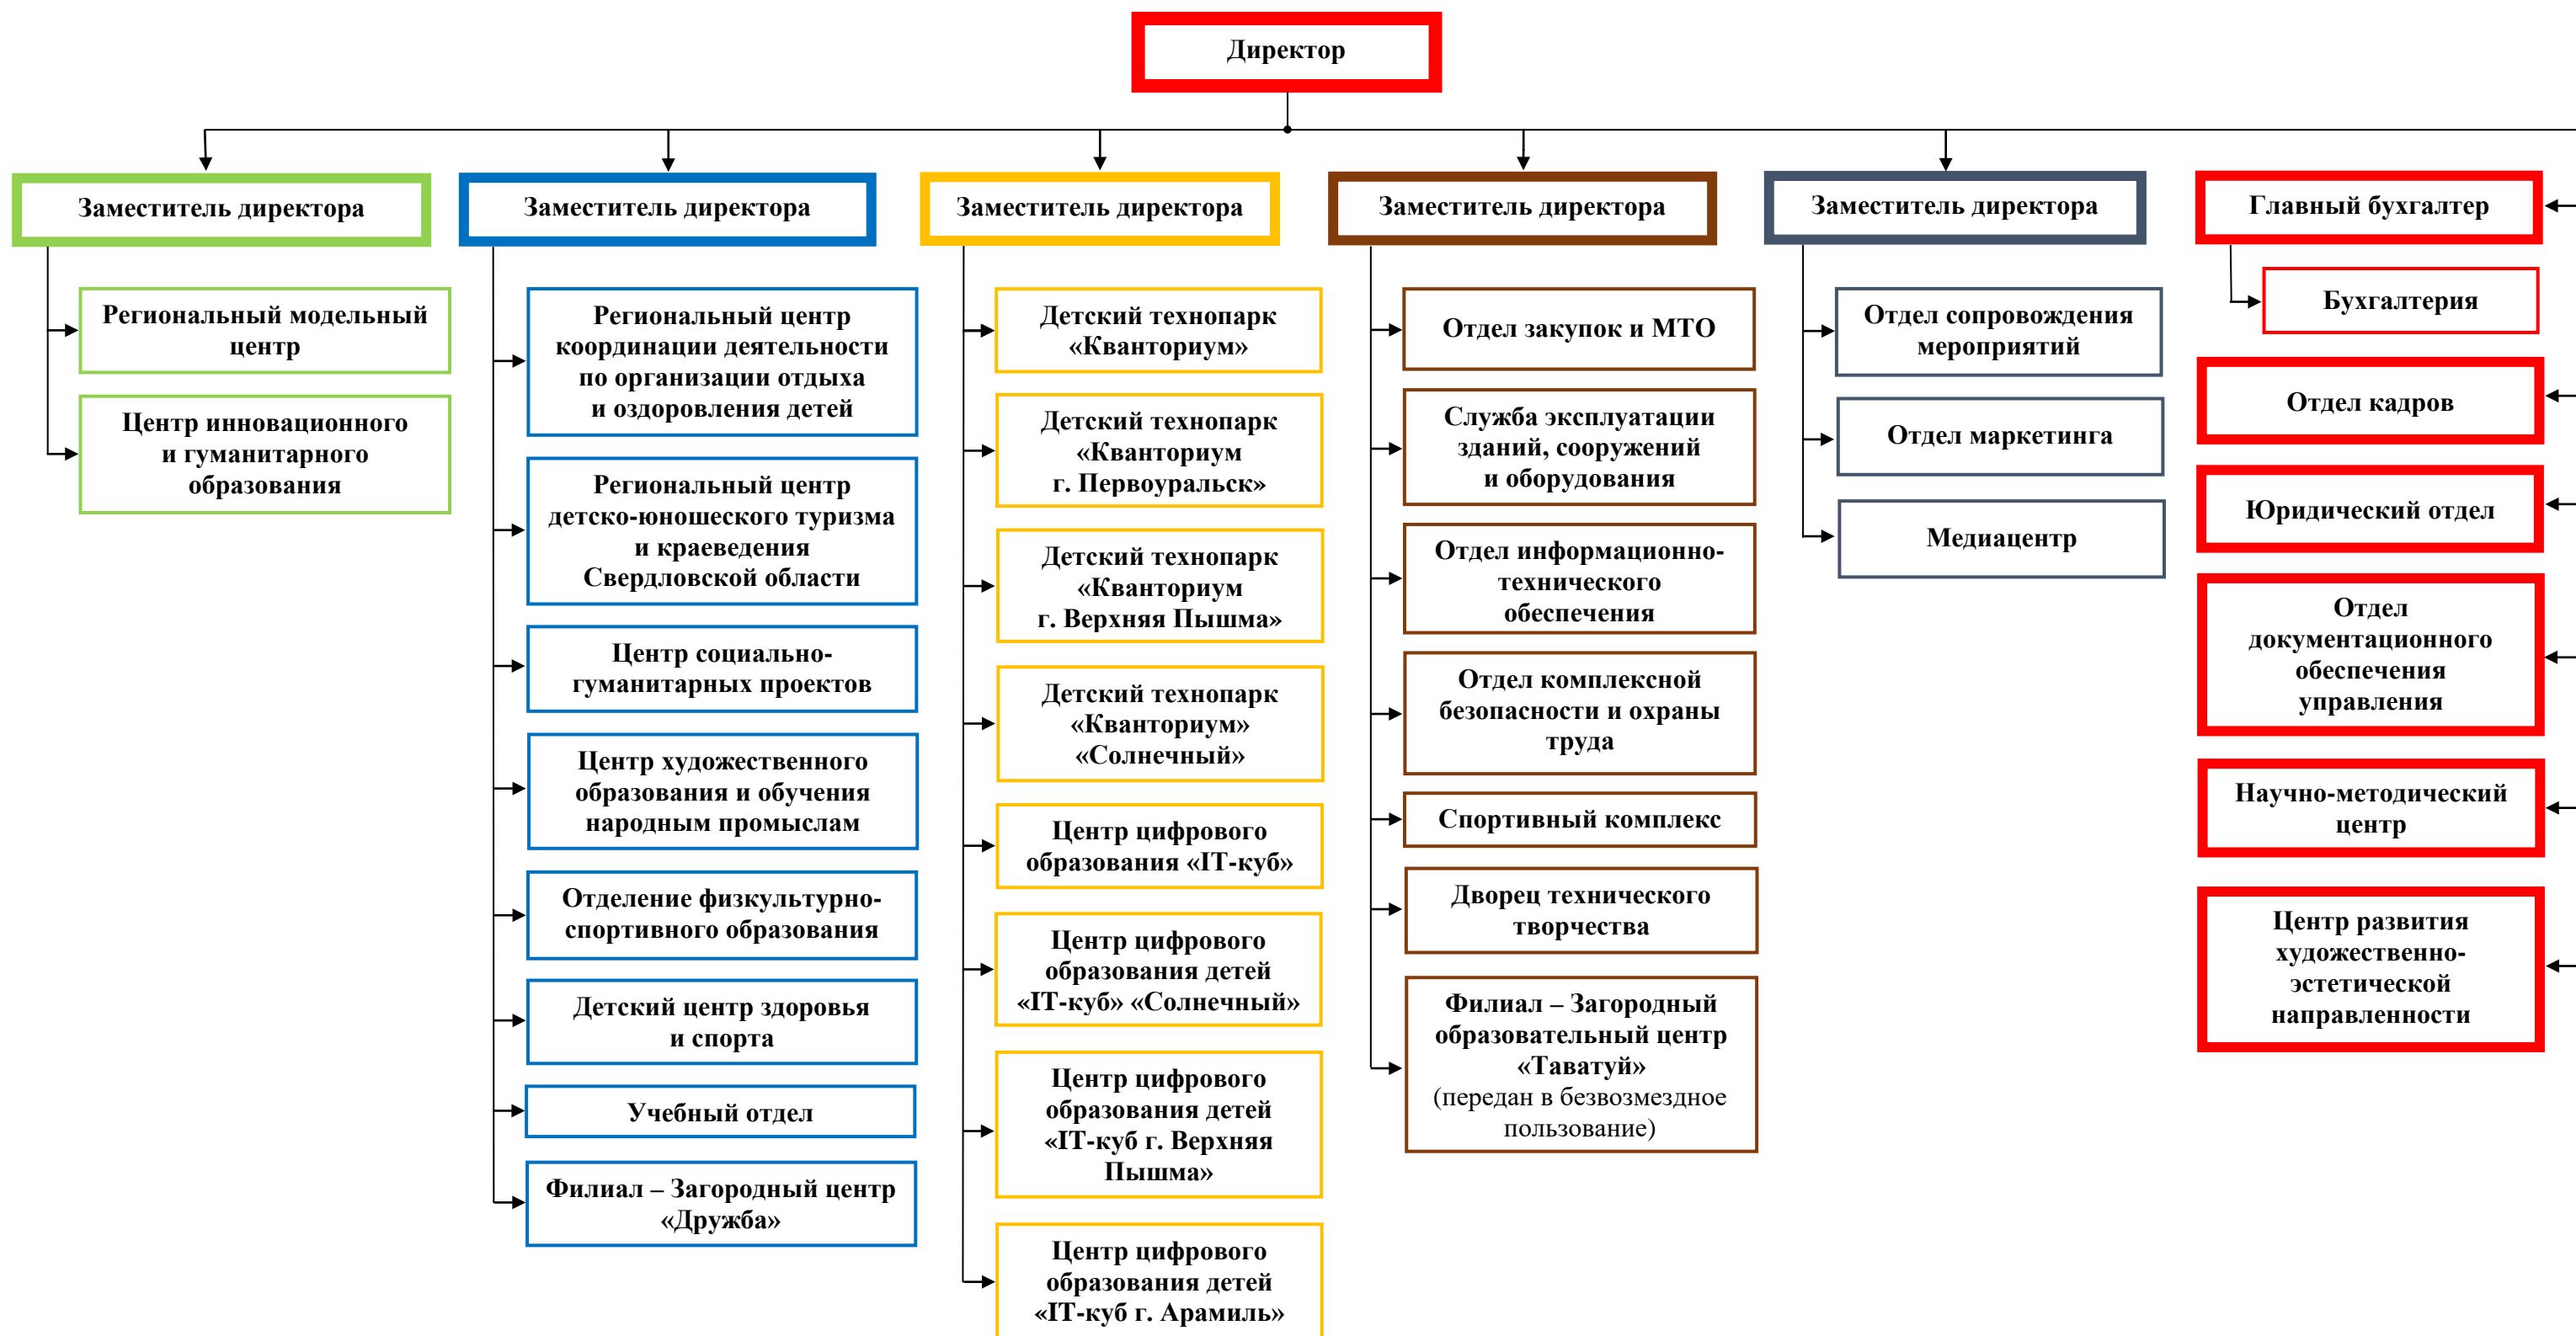 Директор
Заместитель директора
Региональный модельный
центр
Центр инновационного
и гуманитарного
образования
Заместитель директора
Региональный центр
координации деятельности
по организации отдыха
и оздоровления детей
Региональный центр
детско-юношеского туризма
и краеведения
Свердловской области
Центр социально-
гуманитарных проектов
Центр художественного
образования и обучения
народным промыслам
Отделение физкультурно-
спортивного образования
Детский центр здоровья
и спорта
Учебный отдел
Филиал – Загородный центр
«Дружба»
Заместитель директора
Детский технопарк
«Кванториум»
Детский технопарк
«Кванториум
г. Первоуральск»
Детский технопарк
«Кванториум
г. Верхняя Пышма»
Детский технопарк
«Кванториум»
«Солнечный»
Центр цифрового
образования «IT-куб»
Центр цифрового
образования детей
«IT-куб» «Солнечный»
Центр цифрового
образования детей
«IT-куб г. Верхняя
Пышма»
Центр цифрового
образования детей
«IT-куб г. Арамиль»
Заместитель директора
Отдел закупок и МТО
Служба эксплуатации
зданий, сооружений
и оборудования
Отдел информационно-
технического
обеспечения
Отдел комплексной
безопасности и охраны
труда
Спортивный комплекс
Дворец технического
творчества
Филиал – Загородный
образовательный центр
«Таватуй»
(передан в безвозмездное
пользование)
Заместитель директора
Отдел сопровождения
мероприятий
Отдел маркетинга
Медиацентр
Главный бухгалтер
Бухгалтерия
Отдел кадров
Юридический отдел
Отдел
документационного
обеспечения
управления
Научно-методический
центр
Центр развития
художественно-
эстетической
направленности